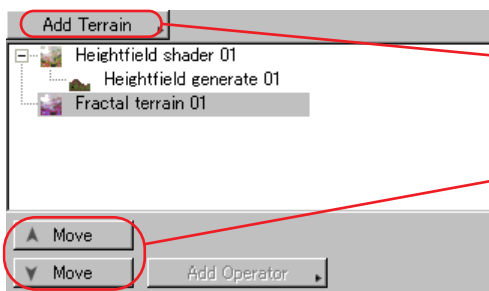 Add Terrain
Heightfield shader 01
Heightfield generate 01
Fractal terrain 01
Move
Move Add Operator